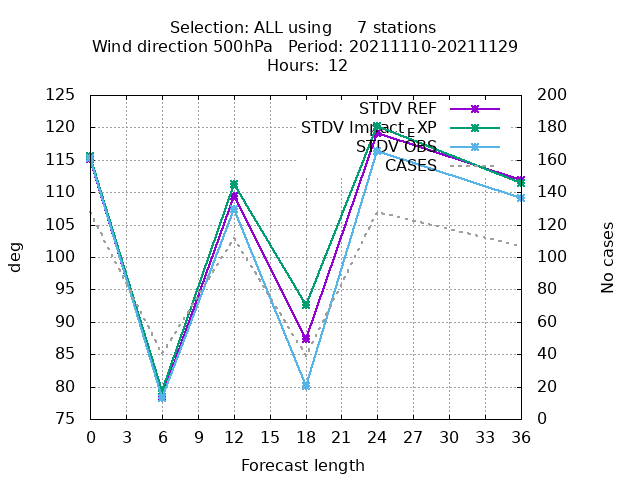 Selection: ALL using     7 stations
Wind direction 500hPa   Period: 20211110-20211129
Hours: 12
STDV REF
STDV Impact_EXP
STDV OBS
CASES
125
120
115
110
105
100
95
90
85
80
75
200
180
160
140
120
100
80
60
40
20
0
deg
No cases
0 3 6 9 12 15 18 21 24 27 30 33 36
Forecast length